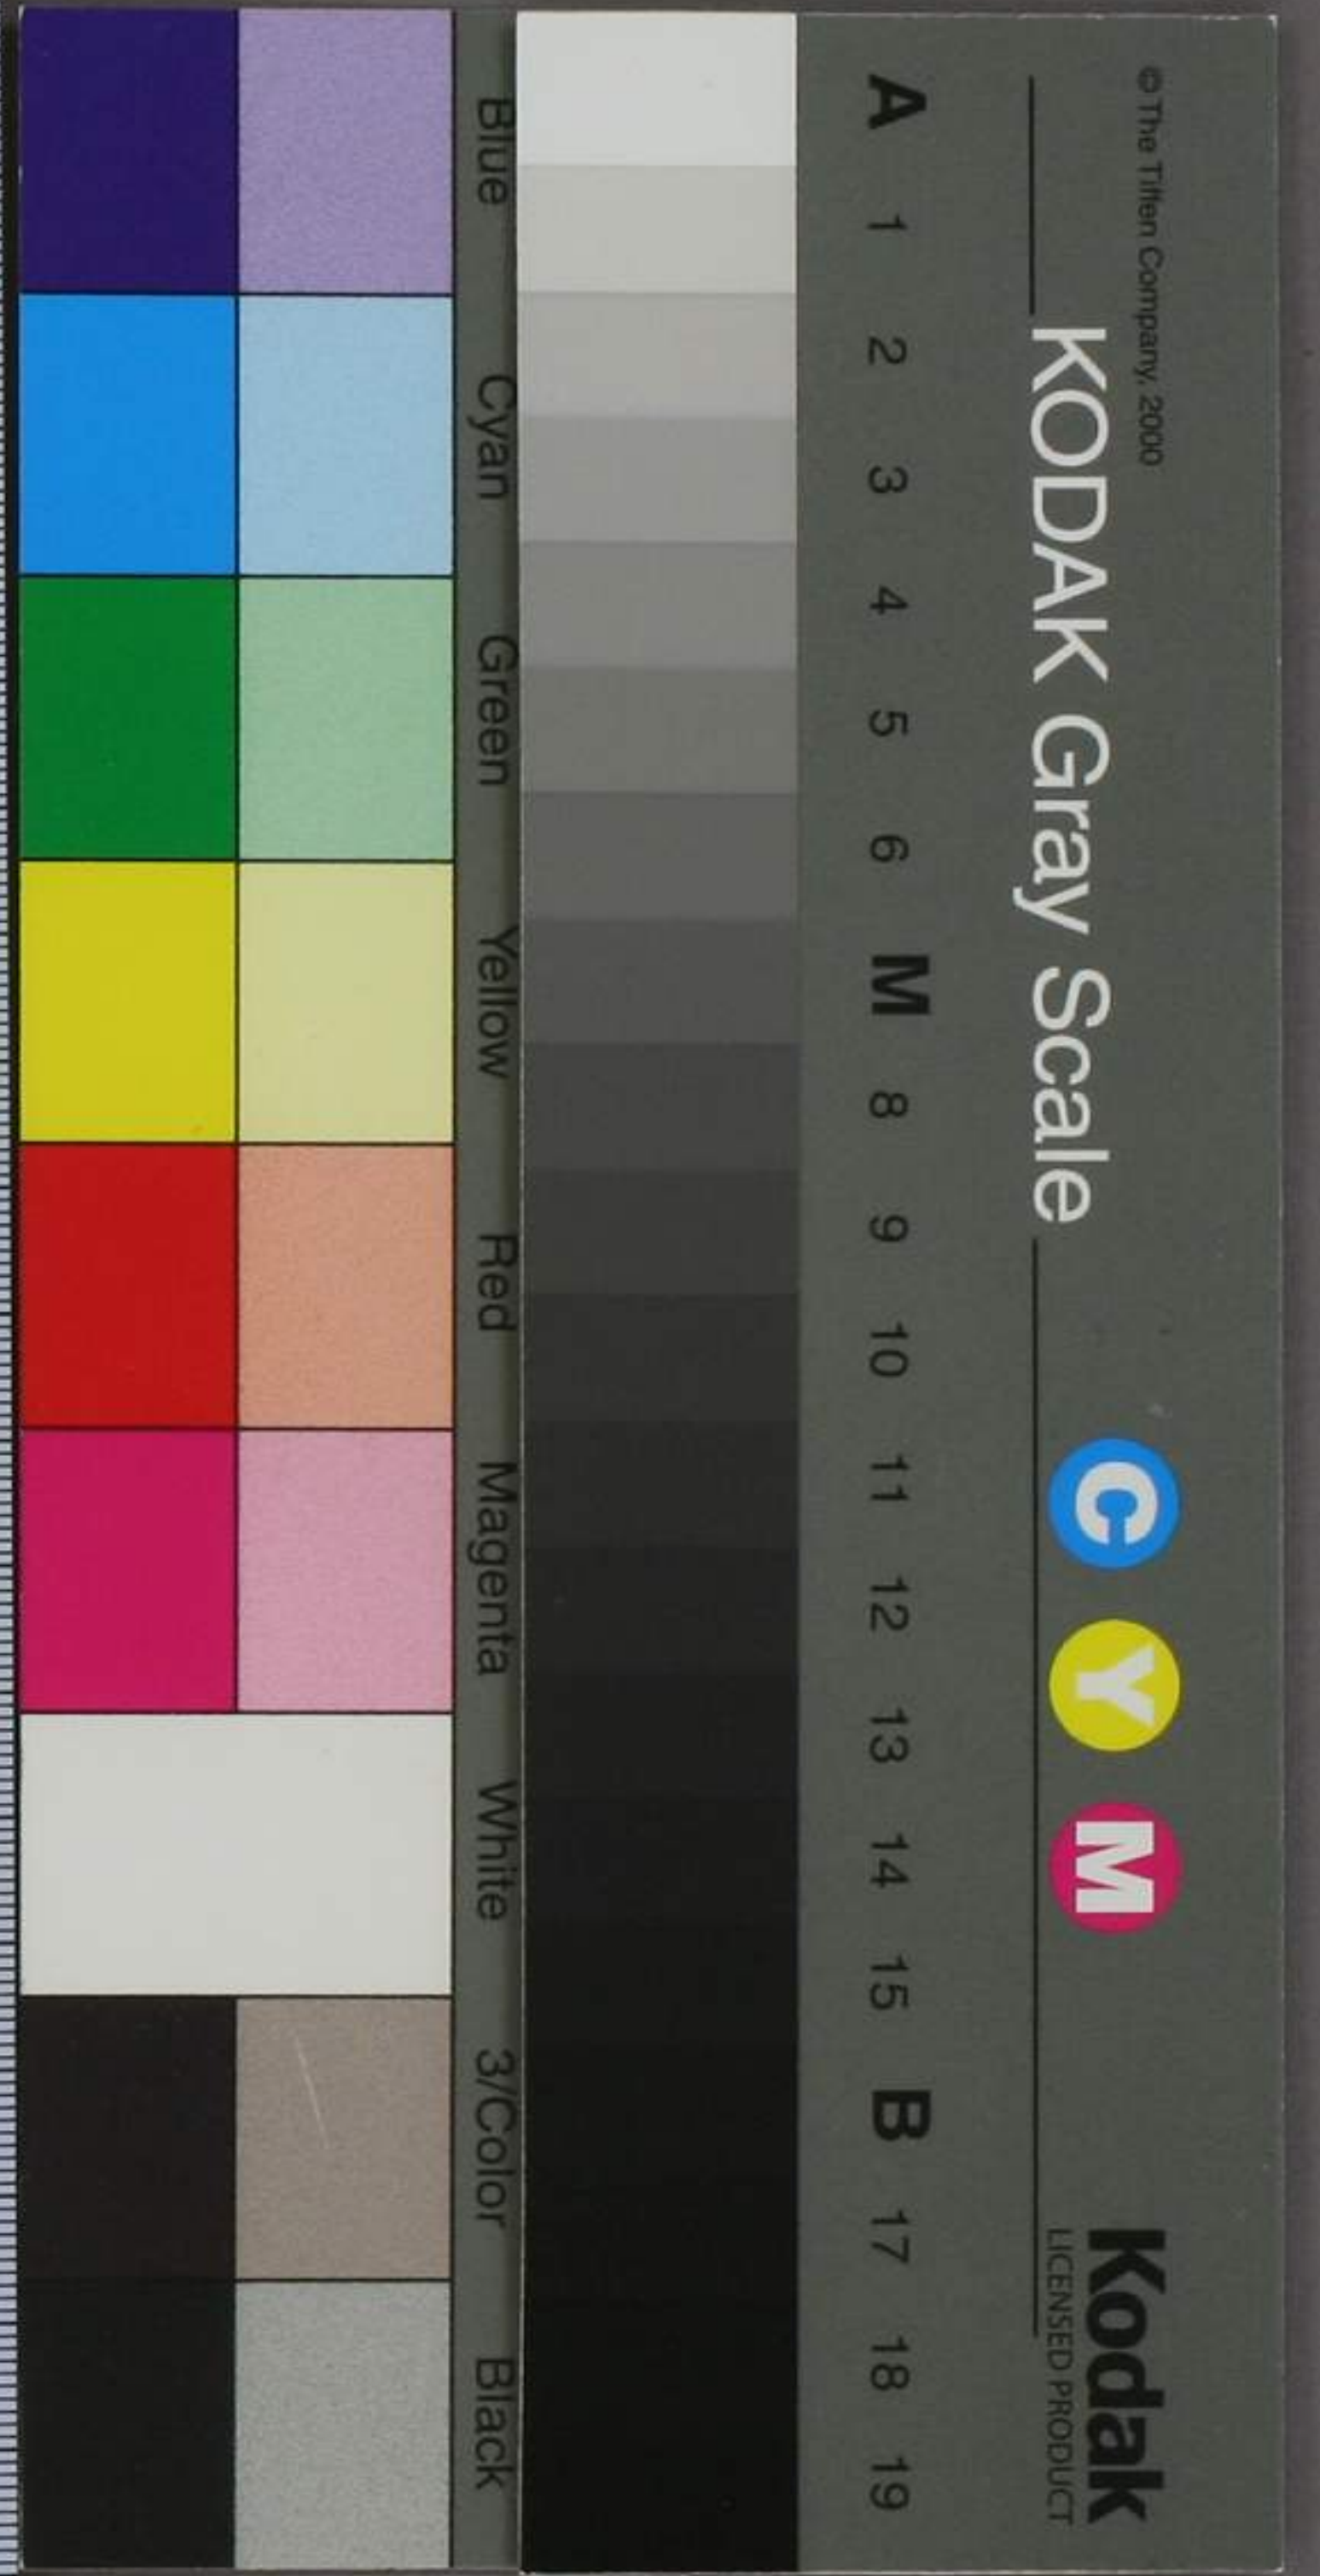 © The Tiffen Company, 2000
KODAK Gray Scale
C Y M
Kodak
LICENSED PRODUCT
A 1 2 3 4 5 6 M 8 9 10 11 12 13 14 15 B 17 18 19
Blue Cyan Green Yellow Red Magenta White 3/Color Black